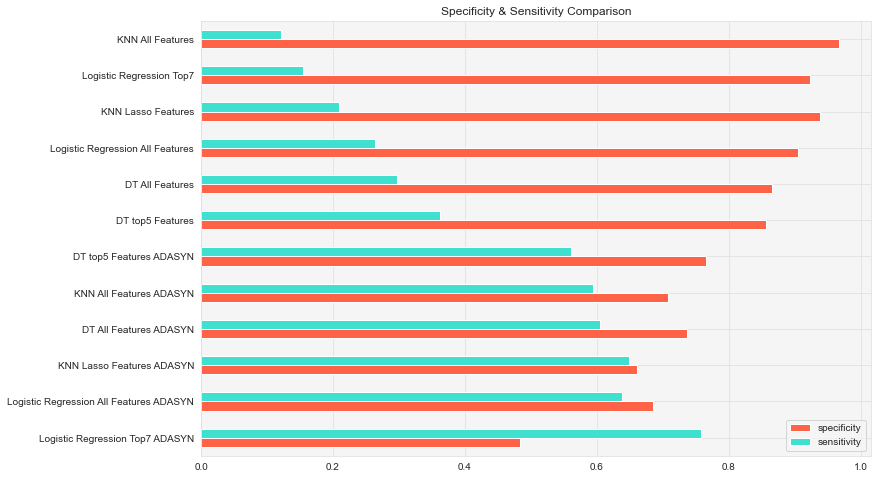 Specificity & Sensitivity Comparison
KNN All Features
Logistic Regression Top7
KNN Lasso Features
Logistic Regression All Features
DT All Features
DT top5 Features
DT top5 Features ADASYN
KNN All Features ADASYN
DT All Features ADASYN
KNN Lasso Features ADASYN
Logistic Regression All Features ADASYN
Logistic Regression Top7 ADASYN
specificity
sensitivity
0.0 0.2 0.4 0.6 0.8 1.0